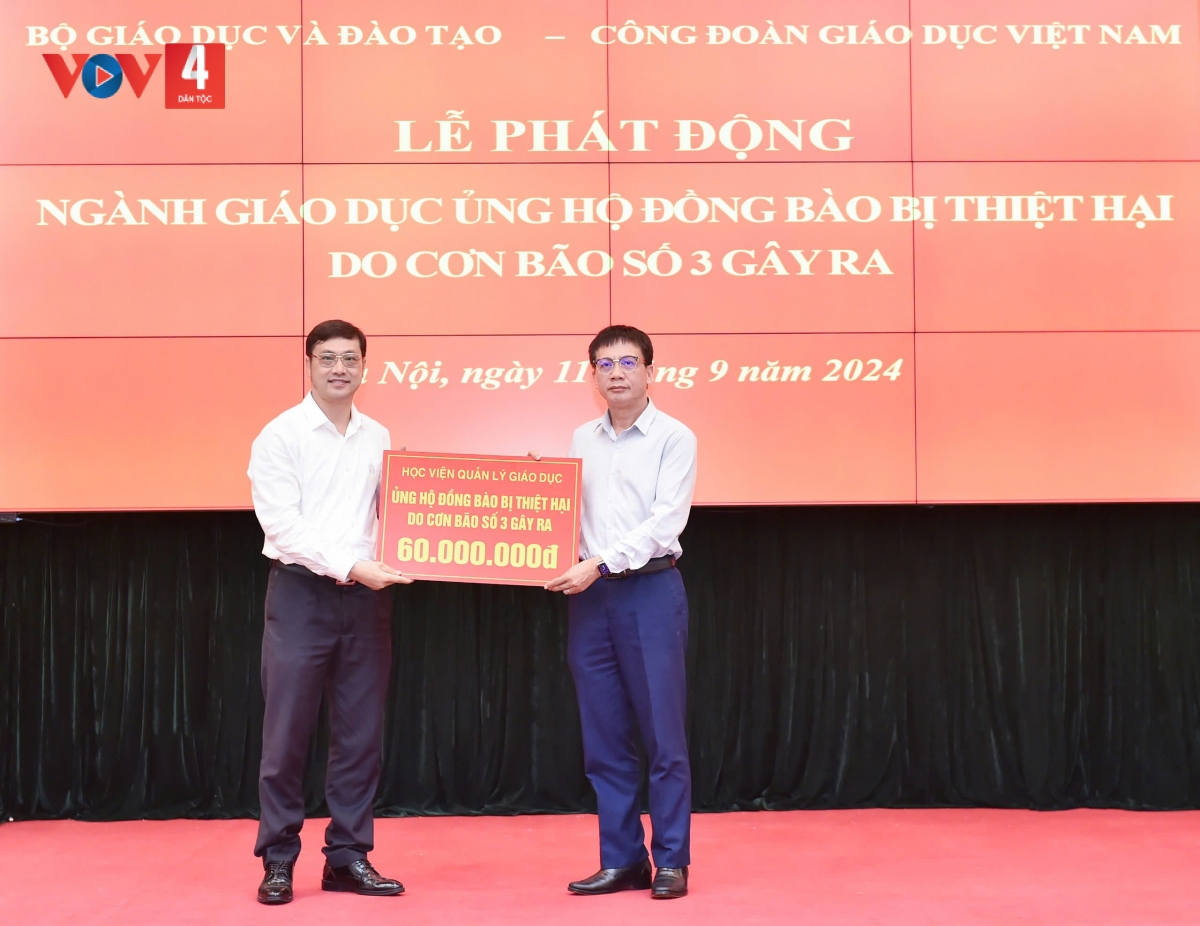 BỘ GIÁO DỤC VÀ ĐÀO TẠO – CÔNG ĐOÀN GIÁO DỤC VIỆT NAM
VOV4
DÂN TỘC
LỄ PHÁT ĐỘNG
NGÀNH GIÁO DỤC ỦNG HỘ ĐỒNG BÀO BỊ THIỆT HẠI
DO CƠN BÃO SỐ 3 GÂY RA
Nội, ngày 11 9 năm 2024
HỌC VIỆN QUẢN LÝ GIÁO DỤC
ỦNG HỘ ĐỒNG BÀO BỊ THIỆT HẠI
DO CƠN BÃO SỐ 3 GÂY RA
60.000.000đ